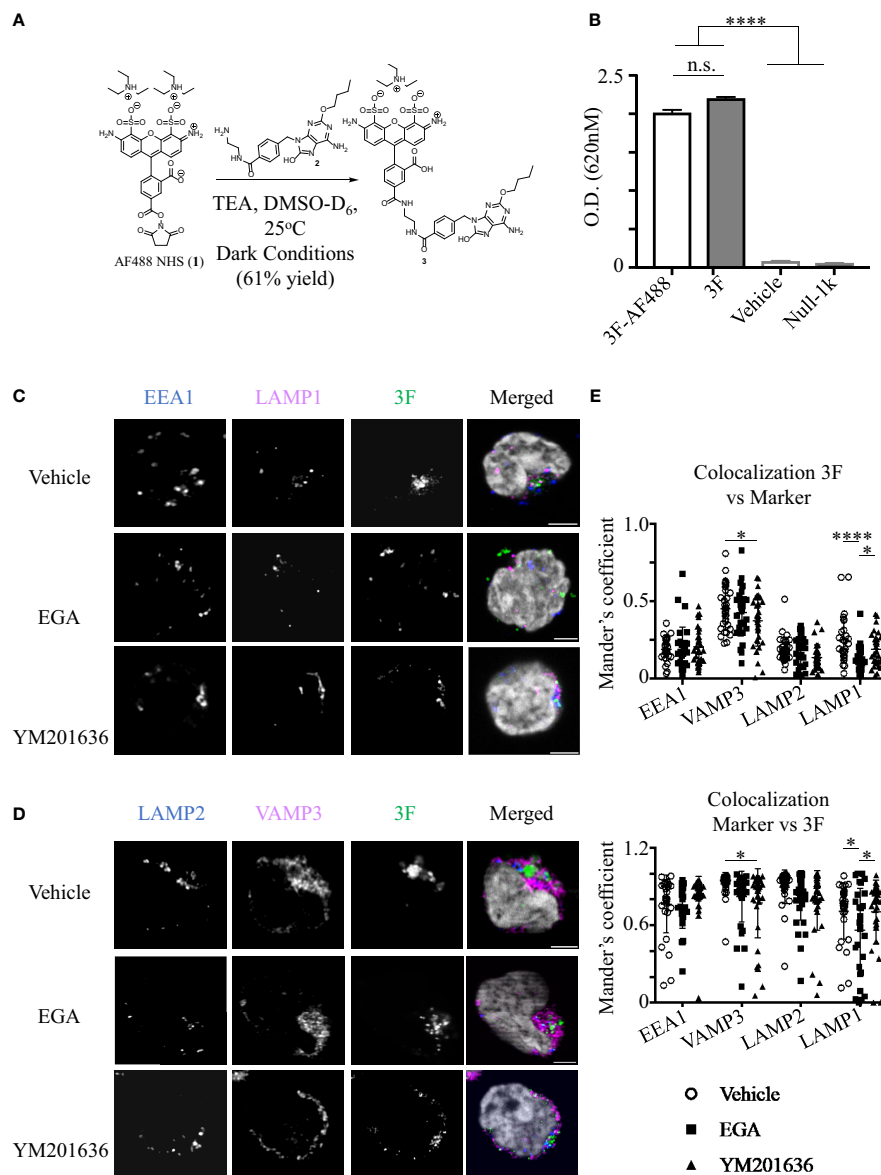 A
AF488 NHS (1)
2
TEA, DMSO-D6,
25°C
Dark Conditions
(61% yield)
3
B
****
n.s.
2.5
0
O.D. (620nM)
3F-AF488
3F
Vehicle
Null-1k
C
EEA1 LAMP1 3F Merged
Vehicle
EGA
YM201636
D
LAMP2 VAMP3 3F Merged
Vehicle
EGA
YM201636
E
Colocalization 3F
vs Marker
Mander's coefficient
1.0
0.5
0
*
****
*
EEA1 VAMP3 LAMP2 LAMP1
Colocalization
Marker vs 3F
Mander's coefficient
1.2
0.6
0
*
*
*
EEA1 VAMP3 LAMP2 LAMP1
Vehicle
EGA
YM201636